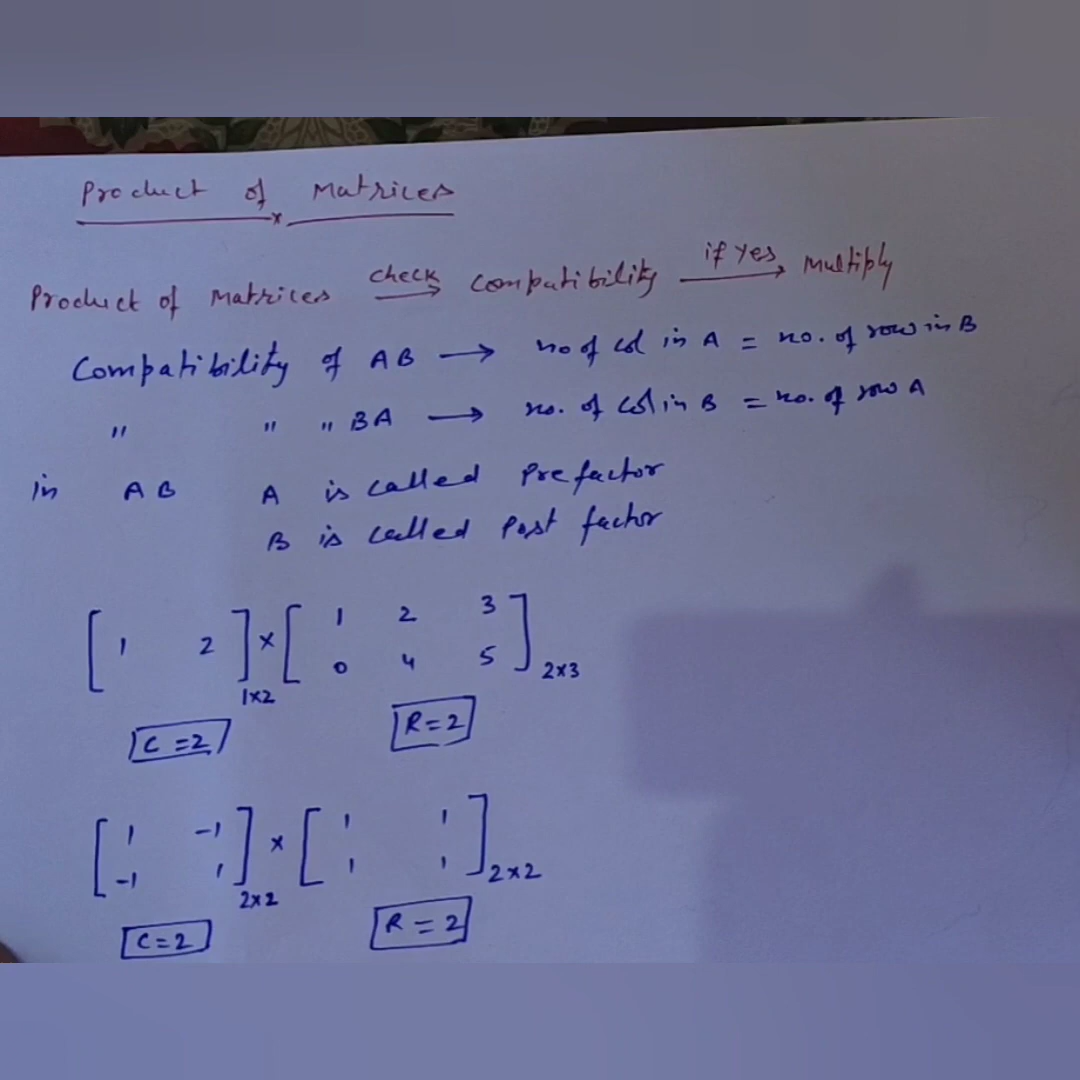 Product of Matrices
Product of Matrices check → Compatibility if yes → Multiply
Compatibility of AB → no of col in A = no. of row in B
" " " BA → no. of col in B = no. of row A
in AB A is called Prefactor
B is called Post factor
[ 1 2 ]1×2 × [ 1 2 3
0 4 5 ]2×3
C = 2 R = 2
[ 1 -1
-1 1 ]2×2 × [ 1 1
1 1 ]2×2
C = 2 R = 2